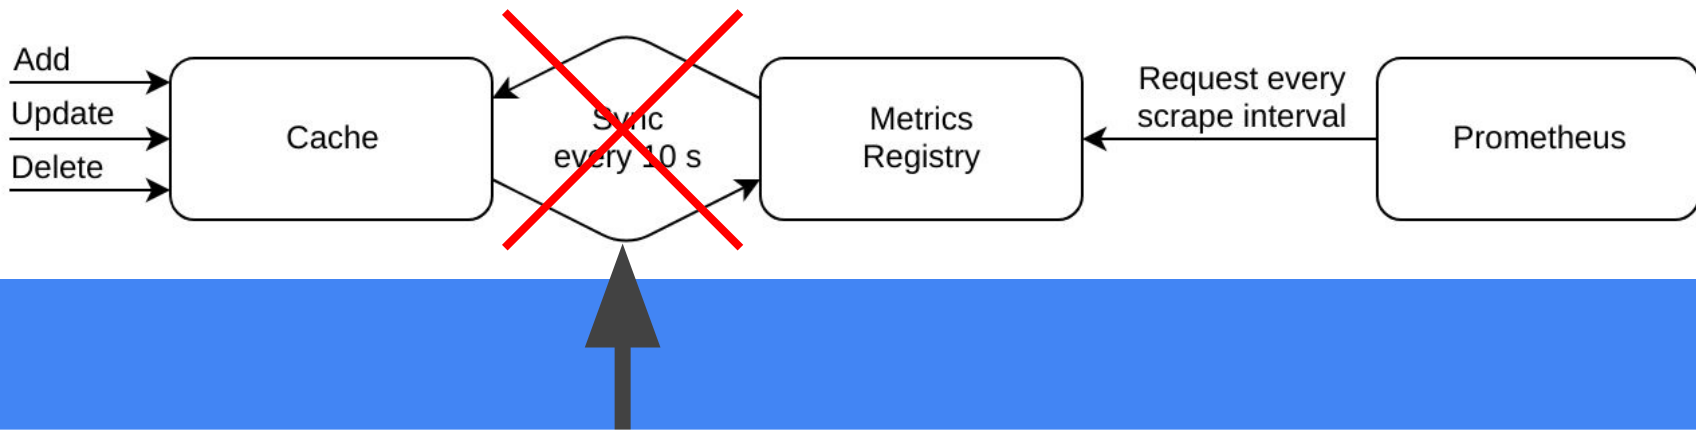 Add
Update
Delete
Cache
Sync
every 10 s
Metrics
Registry
Request every
scrape interval
Prometheus